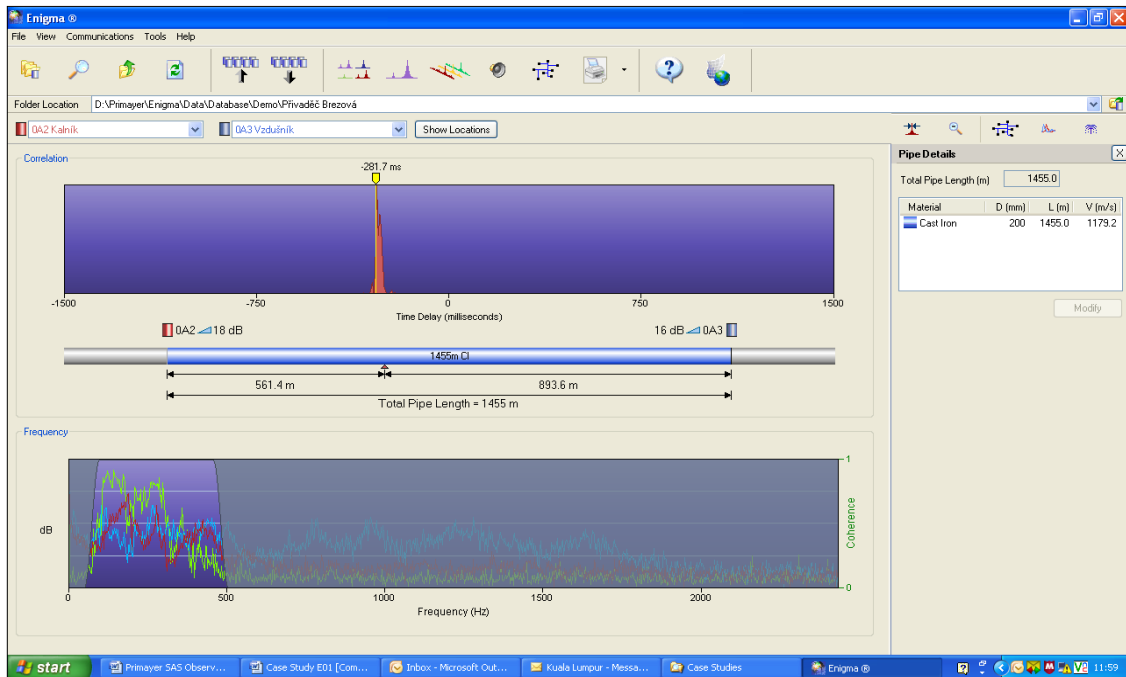 Enigma ®
File View Communications Tools Help
Folder Location D:\Primayer\Enigma\Data\Database\Demo\Přivaděč Brezová
0A2 Kalník 0A3 Vzdušník Show Locations
Correlation
-281.7 ms
-1500 -750 0 750 1500
Time Delay (milliseconds)
0A2 18 dB 16 dB 0A3
1455m CI
561.4 m 893.6 m
Total Pipe Length = 1455 m
Frequency
1
dB
Coherence
0
0 500 1000 1500 2000
Frequency (Hz)
Pipe Details
Total Pipe Length (m) 1455.0
Material D (mm) L (m) V (m/s)
Cast Iron 200 1455.0 1179.2
Modify
start Primayer SAS Observ... Case Study E01 [Com... Inbox - Microsoft Out... Kuala Lumpur - Messa... Case Studies Enigma ® 11:59